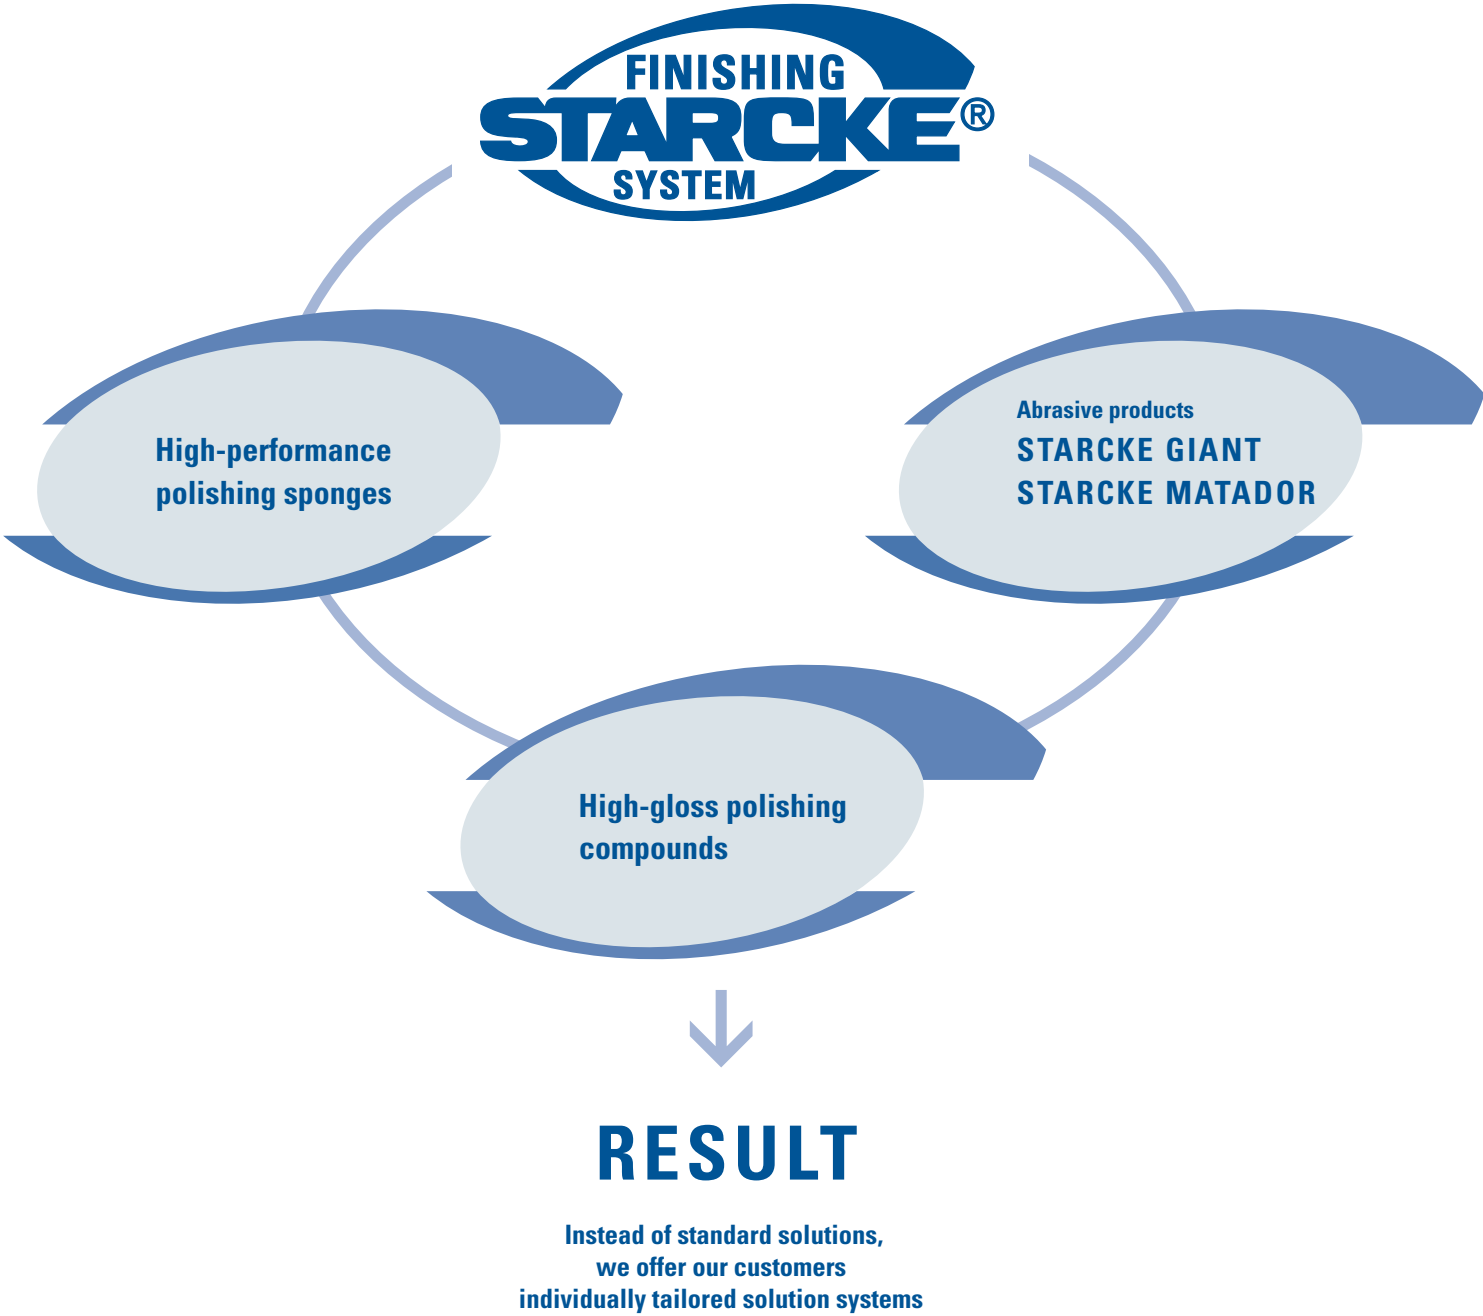 FINISHING
STARCKE®
SYSTEM
High-performance
polishing sponges
Abrasive products
STARCKE GIANT
STARCKE MATADOR
High-gloss polishing
compounds
RESULT
Instead of standard solutions,
we offer our customers
individually tailored solution systems